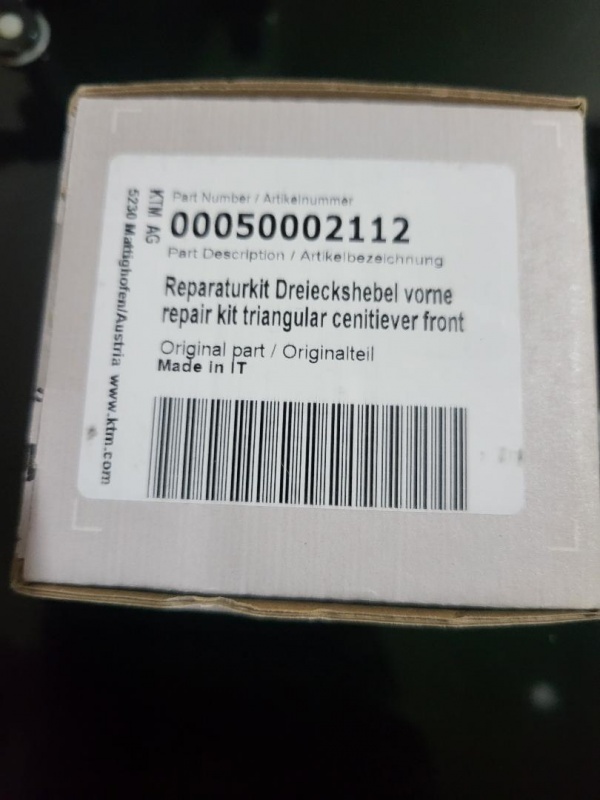 Part Number / Artikelnummer
00050002112
Part Description / Artikelbezeichnung
Reparaturkit Dreieckshebel vorne
repair kit triangular cenitiever front
Original part / Originalteil
Made in IT
KTM AG
5230 Mattighofen/Austria www.ktm.com